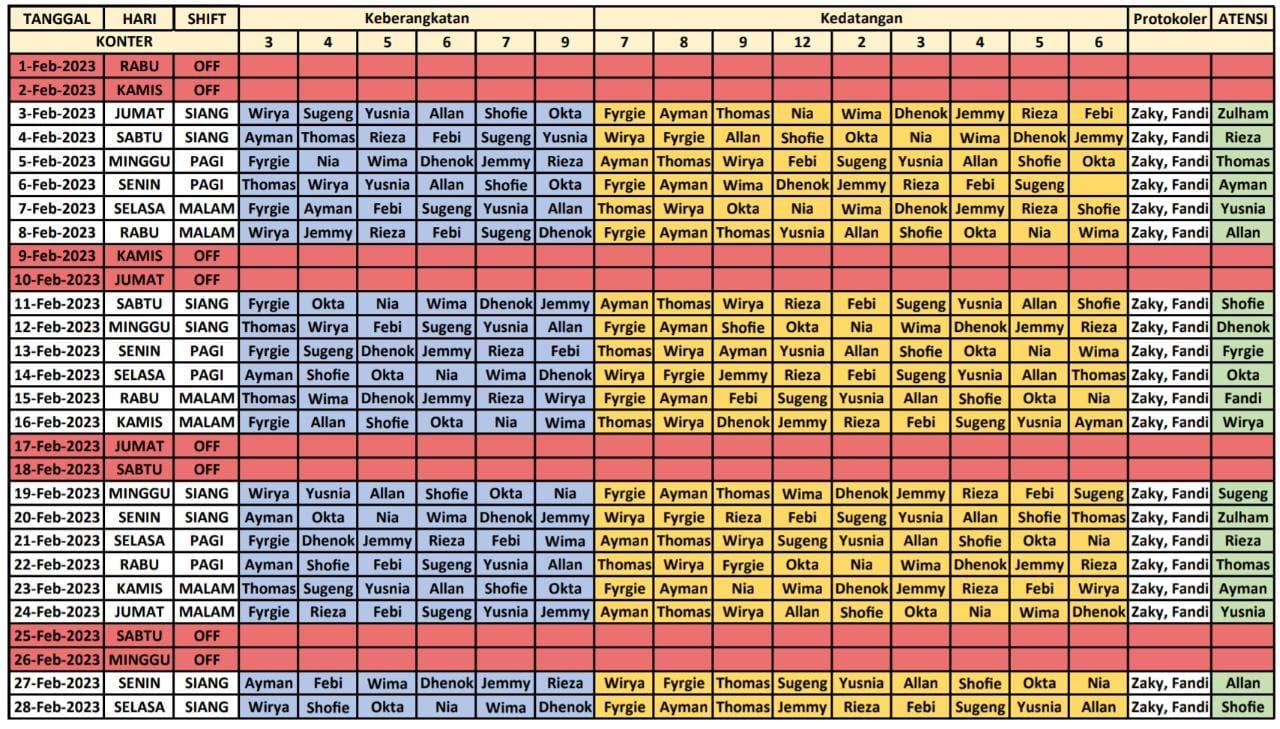 TANGGAL HARI SHIFT Keberangkatan Kedatangan Protokoler ATENSI
KONTER 3 4 5 6 7 9 7 8 9 12 2 3 4 5 6
1-Feb-2023 RABU OFF
2-Feb-2023 KAMIS OFF
3-Feb-2023 JUMAT SIANG Wirya Sugeng Yusnia Allan Shofie Okta Fyrgie Ayman Thomas Nia Wima Dhenok Jemmy Rieza Febi Zaky, Fandi Zulham
4-Feb-2023 SABTU SIANG Ayman Thomas Rieza Febi Sugeng Yusnia Wirya Fyrgie Allan Shofie Okta Nia Wima Dhenok Jemmy Zaky, Fandi Rieza
5-Feb-2023 MINGGU PAGI Fyrgie Nia Wima Dhenok Jemmy Rieza Ayman Thomas Wirya Febi Sugeng Yusnia Allan Shofie Okta Zaky, Fandi Thomas
6-Feb-2023 SENIN PAGI Thomas Wirya Yusnia Allan Shofie Okta Fyrgie Ayman Wima Dhenok Jemmy Rieza Febi Sugeng Zaky, Fandi Ayman
7-Feb-2023 SELASA MALAM Fyrgie Ayman Febi Sugeng Yusnia Allan Thomas Wirya Okta Nia Wima Dhenok Jemmy Rieza Shofie Zaky, Fandi Yusnia
8-Feb-2023 RABU MALAM Wirya Jemmy Rieza Febi Sugeng Dhenok Fyrgie Ayman Thomas Yusnia Allan Shofie Okta Nia Wima Zaky, Fandi Allan
9-Feb-2023 KAMIS OFF
10-Feb-2023 JUMAT OFF
11-Feb-2023 SABTU SIANG Fyrgie Okta Nia Wima Dhenok Jemmy Ayman Thomas Wirya Rieza Febi Sugeng Yusnia Allan Shofie Zaky, Fandi Shofie
12-Feb-2023 MINGGU SIANG Thomas Wirya Febi Sugeng Yusnia Allan Fyrgie Ayman Shofie Okta Nia Wima Dhenok Jemmy Rieza Zaky, Fandi Dhenok
13-Feb-2023 SENIN PAGI Fyrgie Sugeng Dhenok Jemmy Rieza Febi Thomas Wirya Ayman Yusnia Allan Shofie Okta Nia Wima Zaky, Fandi Fyrgie
14-Feb-2023 SELASA PAGI Ayman Shofie Okta Nia Wima Dhenok Wirya Fyrgie Jemmy Rieza Febi Sugeng Yusnia Allan Thomas Zaky, Fandi Okta
15-Feb-2023 RABU MALAM Thomas Wima Dhenok Jemmy Rieza Wirya Fyrgie Ayman Febi Sugeng Yusnia Allan Shofie Okta Nia Zaky, Fandi Fandi
16-Feb-2023 KAMIS MALAM Fyrgie Allan Shofie Okta Nia Wima Thomas Wirya Dhenok Jemmy Rieza Febi Sugeng Yusnia Ayman Zaky, Fandi Wirya
17-Feb-2023 JUMAT OFF
18-Feb-2023 SABTU OFF
19-Feb-2023 MINGGU SIANG Wirya Yusnia Allan Shofie Okta Nia Fyrgie Ayman Thomas Wima Dhenok Jemmy Rieza Febi Sugeng Zaky, Fandi Sugeng
20-Feb-2023 SENIN SIANG Ayman Okta Nia Wima Dhenok Jemmy Wirya Fyrgie Rieza Febi Sugeng Yusnia Allan Shofie Thomas Zaky, Fandi Zulham
21-Feb-2023 SELASA PAGI Fyrgie Dhenok Jemmy Rieza Febi Wima Ayman Thomas Wirya Sugeng Yusnia Allan Shofie Okta Nia Zaky, Fandi Rieza
22-Feb-2023 RABU PAGI Ayman Shofie Febi Sugeng Yusnia Allan Thomas Wirya Fyrgie Okta Nia Wima Dhenok Jemmy Rieza Zaky, Fandi Thomas
23-Feb-2023 KAMIS MALAM Thomas Sugeng Yusnia Allan Shofie Okta Fyrgie Ayman Nia Wima Dhenok Jemmy Rieza Febi Wirya Zaky, Fandi Ayman
24-Feb-2023 JUMAT MALAM Fyrgie Rieza Febi Sugeng Yusnia Jemmy Ayman Thomas Wirya Allan Shofie Okta Nia Wima Dhenok Zaky, Fandi Yusnia
25-Feb-2023 SABTU OFF
26-Feb-2023 MINGGU OFF
27-Feb-2023 SENIN SIANG Ayman Febi Wima Dhenok Jemmy Rieza Wirya Fyrgie Thomas Sugeng Yusnia Allan Shofie Okta Nia Zaky, Fandi Allan
28-Feb-2023 SELASA SIANG Wirya Shofie Okta Nia Wima Dhenok Fyrgie Ayman Thomas Jemmy Rieza Febi Sugeng Yusnia Allan Zaky, Fandi Shofie